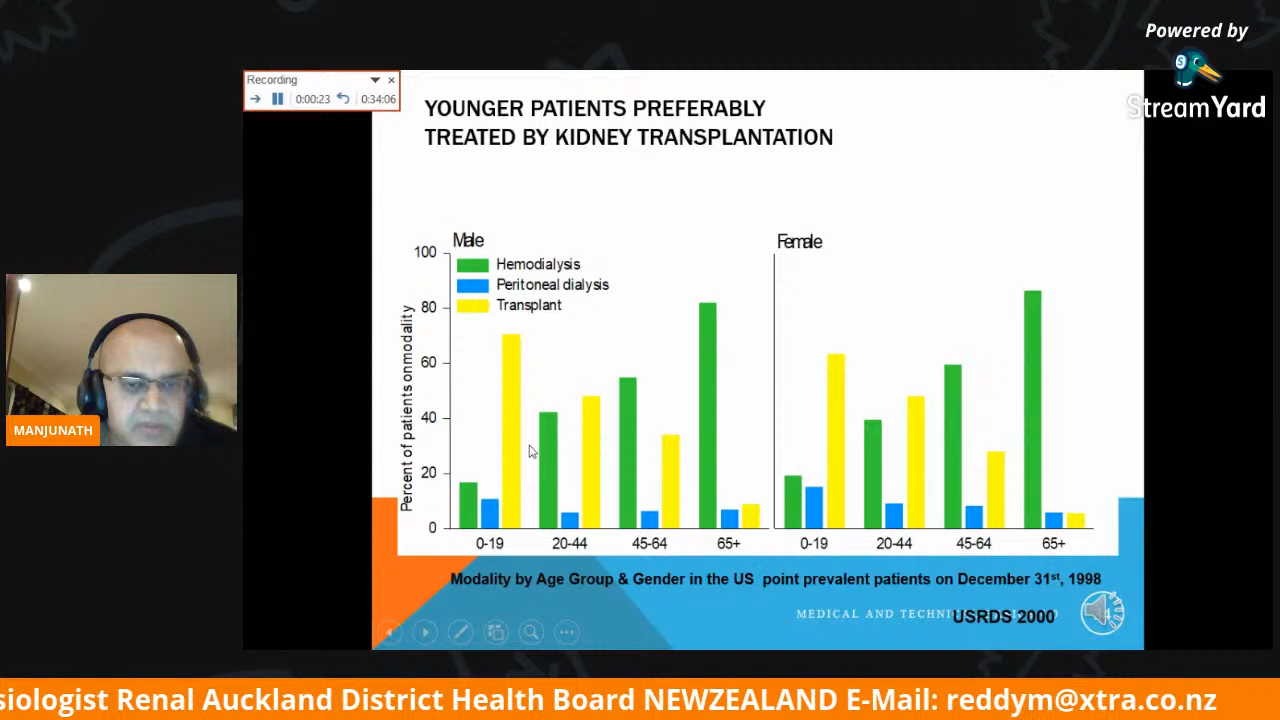 Powered by
StreamYard
Recording
0:00:23 0:34:06
YOUNGER PATIENTS PREFERABLY
TREATED BY KIDNEY TRANSPLANTATION
Male
Female
Hemodialysis
Peritoneal dialysis
Transplant
Percent of patients on modality
100
80
60
40
20
0
0-19 20-44 45-64 65+ 0-19 20-44 45-64 65+
Modality by Age Group & Gender in the US point prevalent patients on December 31st, 1998
MEDICAL AND TECHNI
USRDS 2000
MANJUNATH
siologist Renal Auckland District Health Board NEWZEALAND E-Mail: reddym@xtra.co.nz